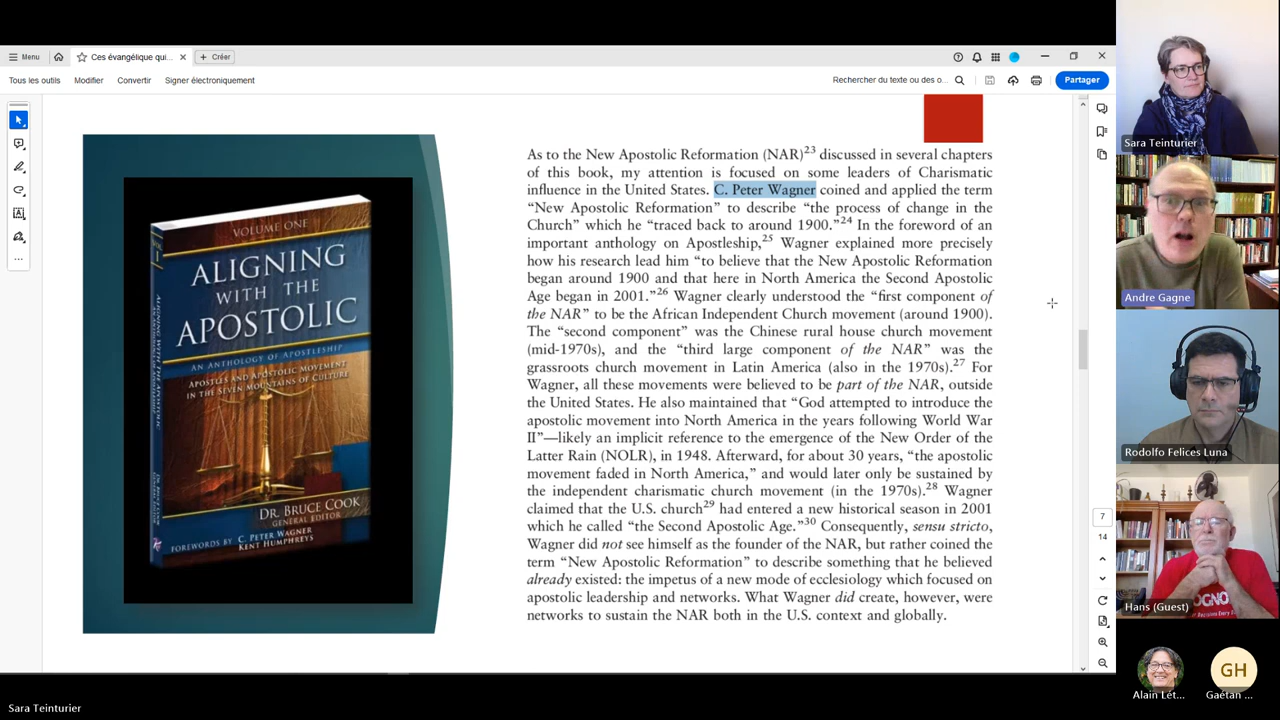 Menu
Ces évangélique qui...
Créer
Tous les outils
Modifier
Convertir
Signer électroniquement
Rechercher du texte ou des o...
Partager
VOLUME ONE
VOL
I
ALIGNING
WITH THE
APOSTOLIC
AN ANTHOLOGY OF APOSTLESHIP
APOSTLES AND APOSTOLIC MOVEMENT
IN THE SEVEN MOUNTAINS OF CULTURE
DR. BRUCE COOK
GENERAL EDITOR
FOREWORDS BY C. PETER WAGNER
KENT HUMPHREYS
As to the New Apostolic Reformation (NAR)23 discussed in several chapters
of this book, my attention is focused on some leaders of Charismatic
influence in the United States. C. Peter Wagner coined and applied the term
“New Apostolic Reformation” to describe “the process of change in the
Church” which he “traced back to around 1900.”24 In the foreword of an
important anthology on Apostleship,25 Wagner explained more precisely
how his research lead him “to believe that the New Apostolic Reformation
began around 1900 and that here in North America the Second Apostolic
Age began in 2001.”26 Wagner clearly understood the “first component of
the NAR” to be the African Independent Church movement (around 1900).
The “second component” was the Chinese rural house church movement
(mid-1970s), and the “third large component of the NAR” was the
grassroots church movement in Latin America (also in the 1970s).27 For
Wagner, all these movements were believed to be part of the NAR, outside
the United States. He also maintained that “God attempted to introduce the
apostolic movement into North America in the years following World War
II”—likely an implicit reference to the emergence of the New Order of the
Latter Rain (NOLR), in 1948. Afterward, for about 30 years, “the apostolic
movement faded in North America,” and would later only be sustained by
the independent charismatic church movement (in the 1970s).28 Wagner
claimed that the U.S. church29 had entered a new historical season in 2001
which he called “the Second Apostolic Age.”30 Consequently, sensu stricto,
Wagner did not see himself as the founder of the NAR, but rather coined the
term “New Apostolic Reformation” to describe something that he believed
already existed: the impetus of a new mode of ecclesiology which focused on
apostolic leadership and networks. What Wagner did create, however, were
networks to sustain the NAR both in the U.S. context and globally.
7
14
Sara Teinturier
Andre Gagne
Rodolfo Felices Luna
Hans (Guest)
GH
Alain Lét...
Gaétan ...
Sara Teinturier